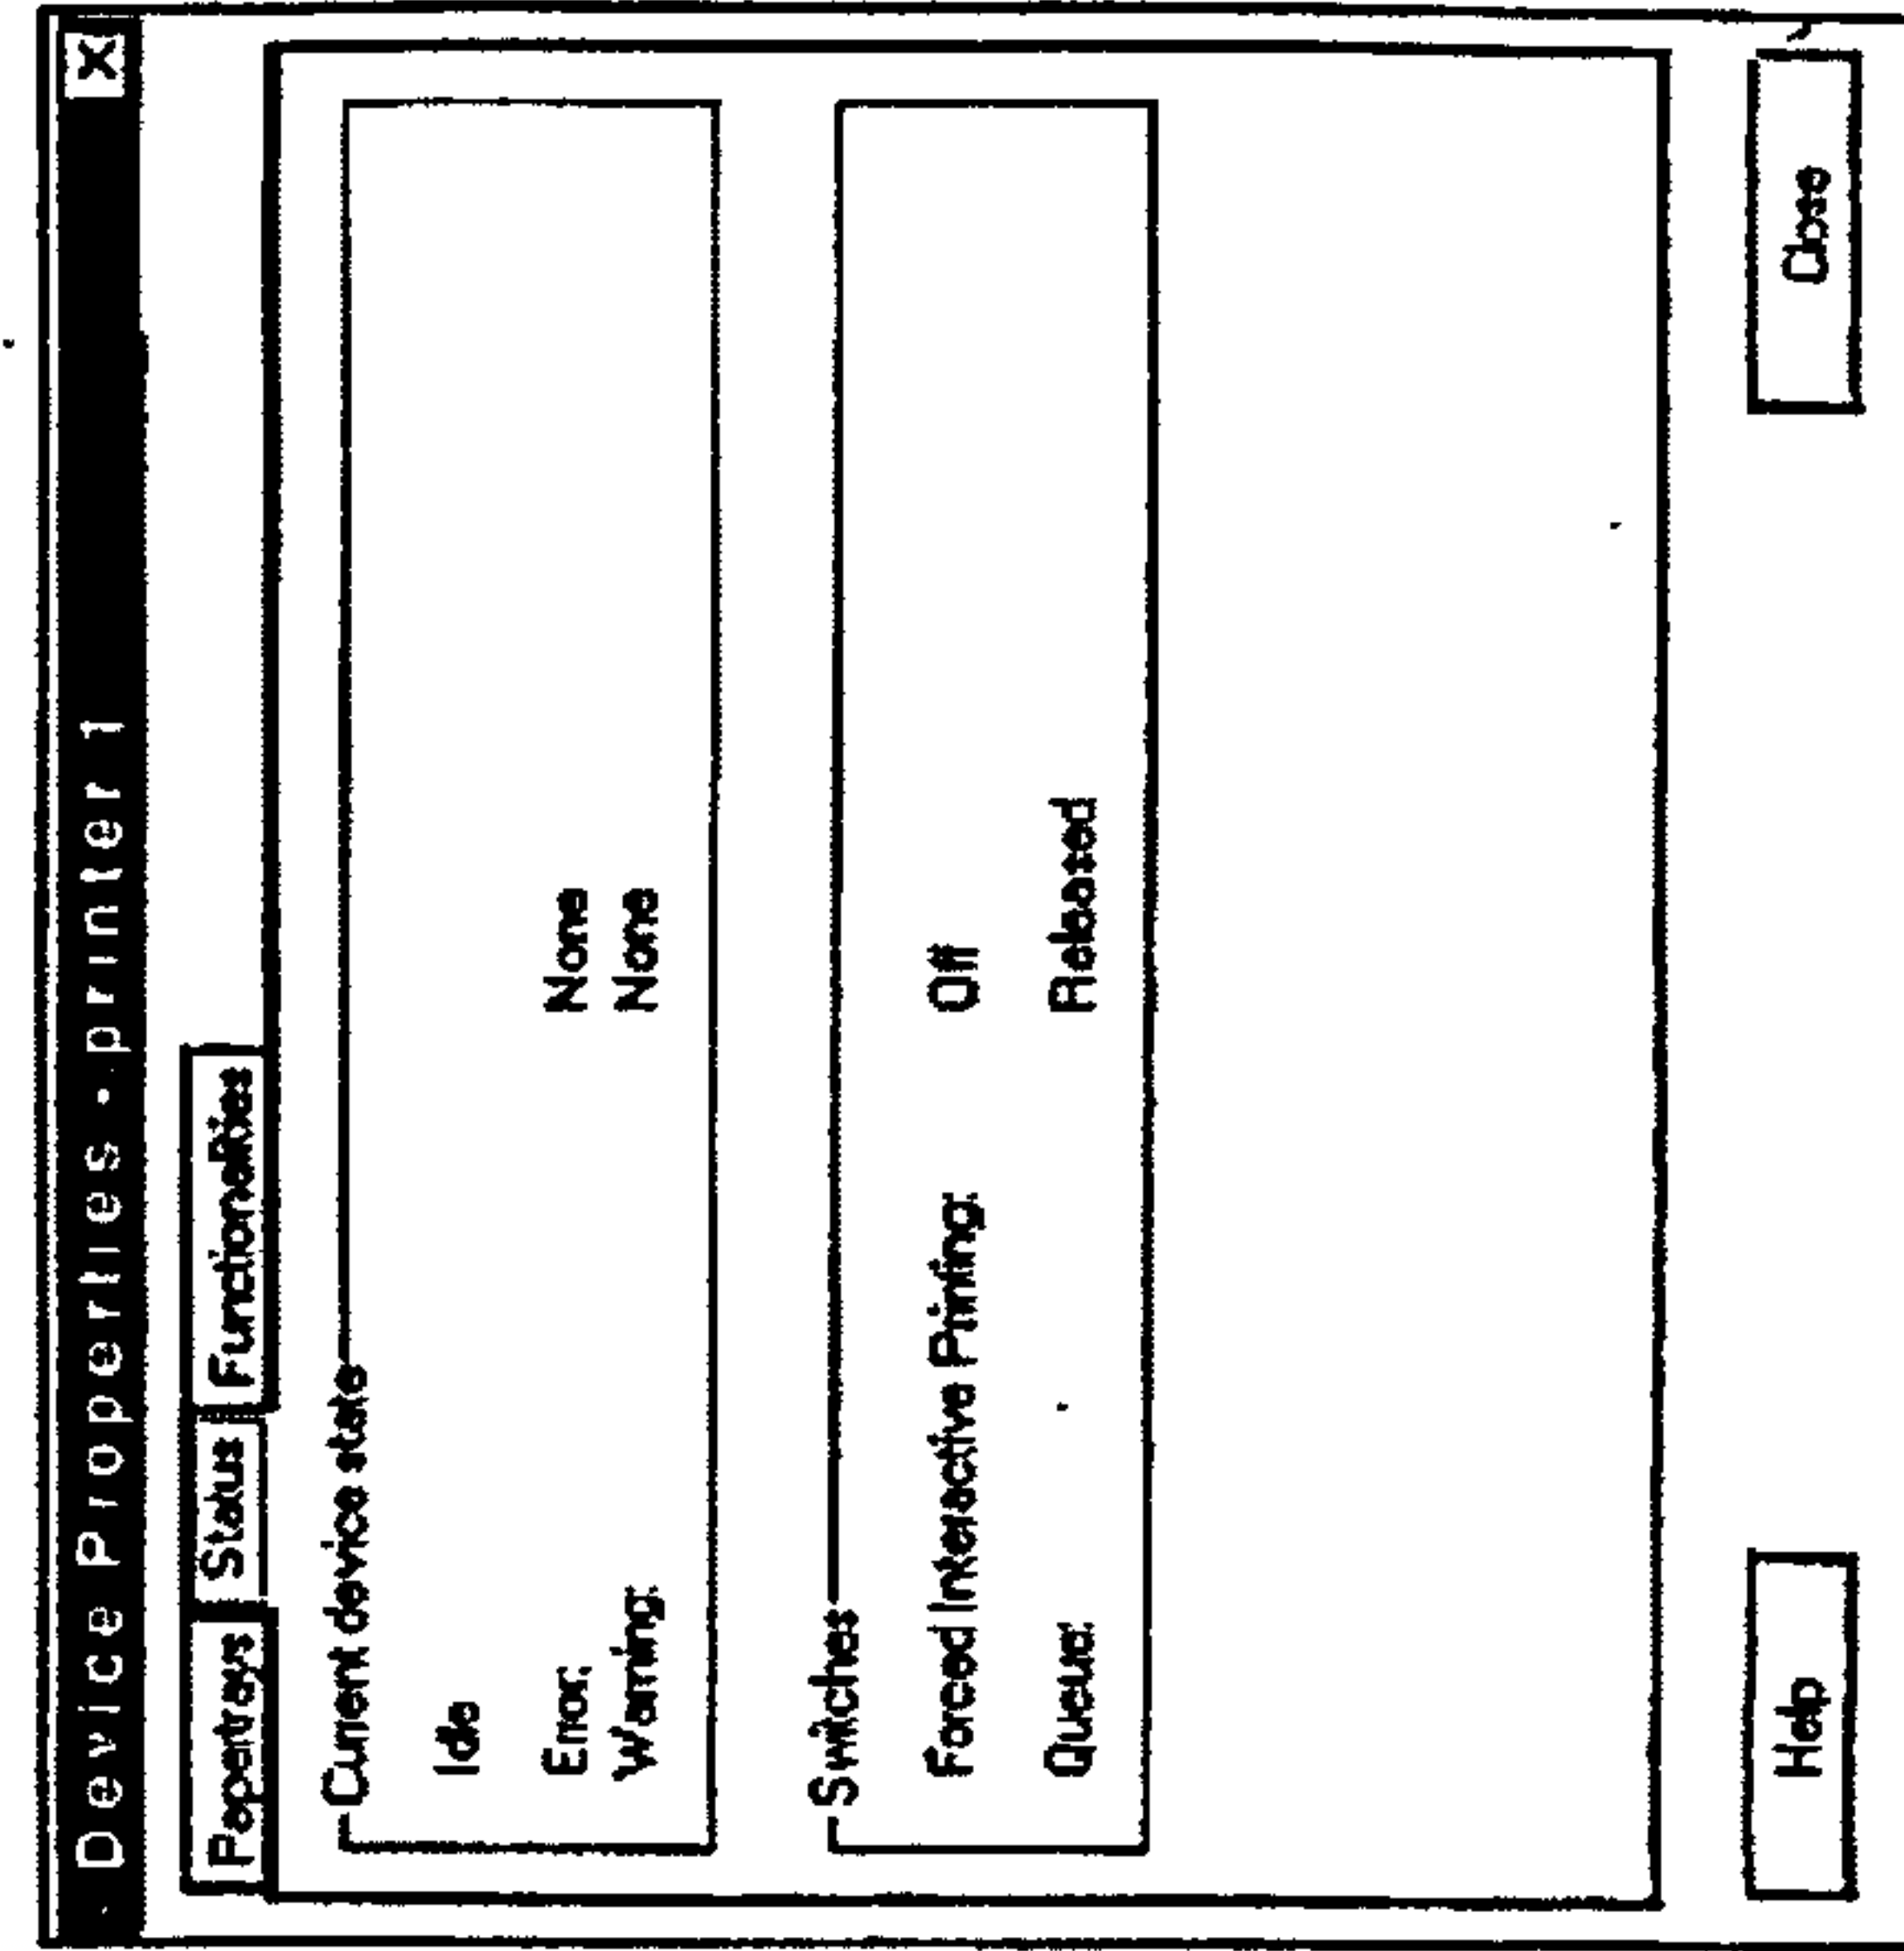 Device Properties - printer 1 X
Papertrays Status Functionalities
Current device state
Idle
Error: None
Warning: None
Switches
Forced Interactive Printing: Off
Queue: Released
Help Close